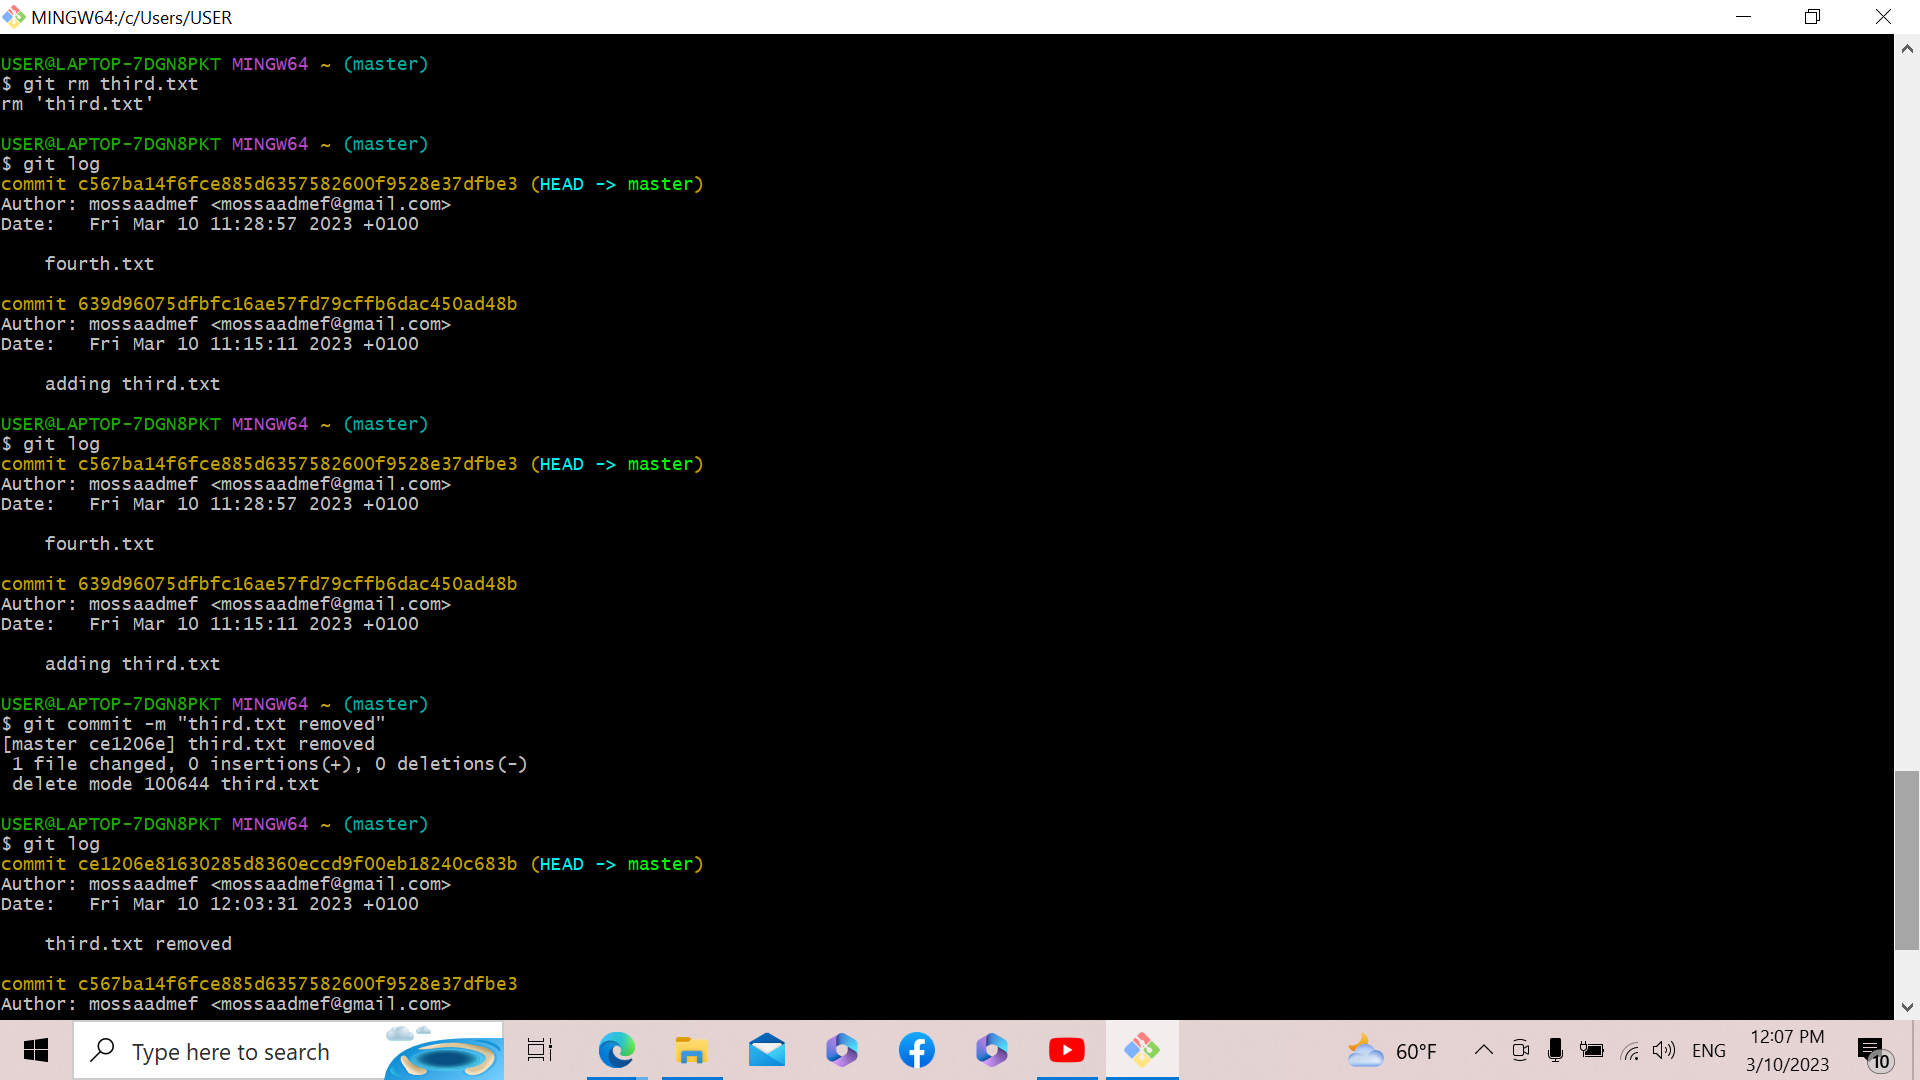 MINGW64:/c/Users/USER
USER@LAPTOP-7DGN8PKT MINGW64 ~ (master)
$ git rm third.txt
rm 'third.txt'
USER@LAPTOP-7DGN8PKT MINGW64 ~ (master)
$ git log
commit c567ba14f6fce885d6357582600f9528e37dfbe3 (HEAD -> master)
Author: mossaadmef <mossaadmef@gmail.com>
Date:   Fri Mar 10 11:28:57 2023 +0100
    fourth.txt
commit 639d96075dfbfc16ae57fd79cffb6dac450ad48b
Author: mossaadmef <mossaadmef@gmail.com>
Date:   Fri Mar 10 11:15:11 2023 +0100
    adding third.txt
USER@LAPTOP-7DGN8PKT MINGW64 ~ (master)
$ git log
commit c567ba14f6fce885d6357582600f9528e37dfbe3 (HEAD -> master)
Author: mossaadmef <mossaadmef@gmail.com>
Date:   Fri Mar 10 11:28:57 2023 +0100
    fourth.txt
commit 639d96075dfbfc16ae57fd79cffb6dac450ad48b
Author: mossaadmef <mossaadmef@gmail.com>
Date:   Fri Mar 10 11:15:11 2023 +0100
    adding third.txt
USER@LAPTOP-7DGN8PKT MINGW64 ~ (master)
$ git commit -m "third.txt removed"
[master ce1206e] third.txt removed
 1 file changed, 0 insertions(+), 0 deletions(-)
 delete mode 100644 third.txt
USER@LAPTOP-7DGN8PKT MINGW64 ~ (master)
$ git log
commit ce1206e81630285d8360eccd9f00eb18240c683b (HEAD -> master)
Author: mossaadmef <mossaadmef@gmail.com>
Date:   Fri Mar 10 12:03:31 2023 +0100
    third.txt removed
commit c567ba14f6fce885d6357582600f9528e37dfbe3
Author: mossaadmef <mossaadmef@gmail.com>
Type here to search
60°F
ENG
12:07 PM
3/10/2023
10